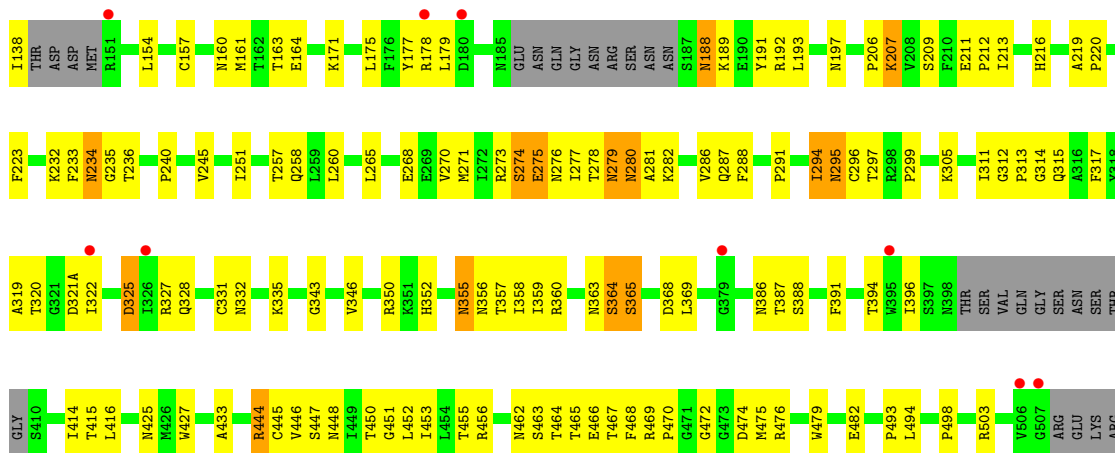 I138 THR ASP ASP MET R151 L154 C157 N160 M161 T162 T163 E164 K171 L175 F176 Y177 R178 L179 D180 N185 GLU ASN GLN GLY ASN ARG SER ASN ASN S187 N188 K189 E190 Y191 R192 L193 N197 P206 K207 V208 S209 F210 E211 P212 I213 H216 A219 P220
F223 K232 F233 N234 G235 T236 P240 V245 I251 T257 Q258 L259 L260 L265 E268 E269 V270 M271 I272 R273 S274 E275 N276 I277 T278 N279 N280 A281 K282 V286 Q287 F288 P291 I294 N295 C296 T297 R298 P299 K305 I311 G312 P313 G314 Q315 A316 F317 Y318
A319 T320 G321 D321A I322 D325 I326 R327 Q328 C331 N332 K335 G343 V346 R350 K351 H352 N355 N356 T357 I358 I359 R360 N363 S364 S365 D368 L369 G379 N386 T387 S388 F391 T394 W395 I396 S397 N398 THR SER VAL GLN GLY SER ASN SER THR
GLY S410 I414 T415 L416 N425 M426 W427 A433 R444 C445 V446 S447 N448 I449 T450 G451 L452 I453 L454 T455 R456 N462 S463 T464 T465 E466 T467 F468 R469 P470 G471 G472 G473 D474 M475 R476 W479 E482 P493 L494 P498 R503 V506 G507 ARG GLU LYS ARG